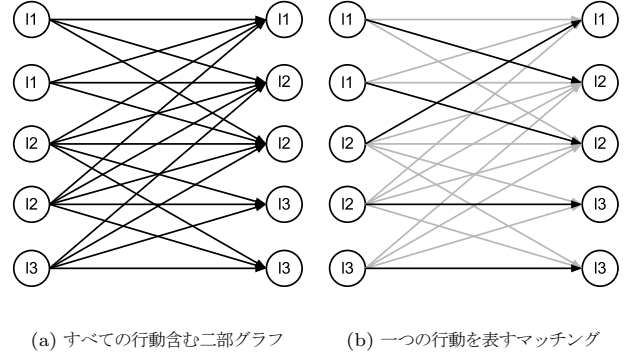 l1 l1 l1 l1
l1 l2 l1 l2
l2 l2 l2 l2
l2 l3 l2 l3
l3 l3 l3 l3
(a) すべての行動含む二部グラフ
(b) 一つの行動を表すマッチング